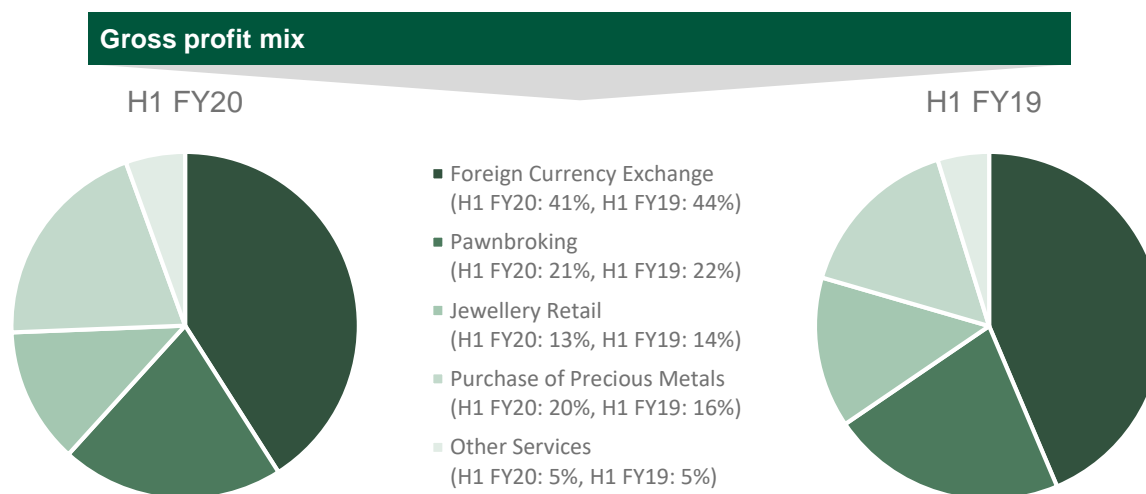 Gross profit mix
H1 FY20
H1 FY19
Foreign Currency Exchange
(H1 FY20: 41%, H1 FY19: 44%)
Pawnbroking
(H1 FY20: 21%, H1 FY19: 22%)
Jewellery Retail
(H1 FY20: 13%, H1 FY19: 14%)
Purchase of Precious Metals
(H1 FY20: 20%, H1 FY19: 16%)
Other Services
(H1 FY20: 5%, H1 FY19: 5%)